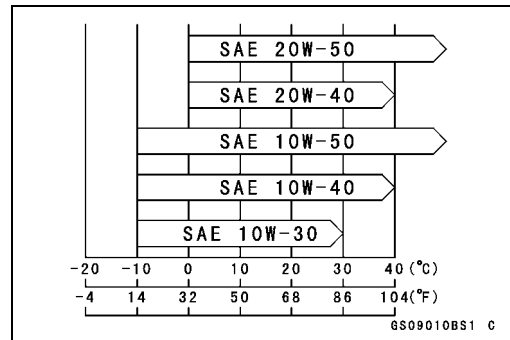 SAE 20W-50
SAE 20W-40
SAE 10W-50
SAE 10W-40
SAE 10W-30
-20 -10 0 10 20 30 40 (°C)
-4 14 32 50 68 86 104(°F)
GS09010BS1 C